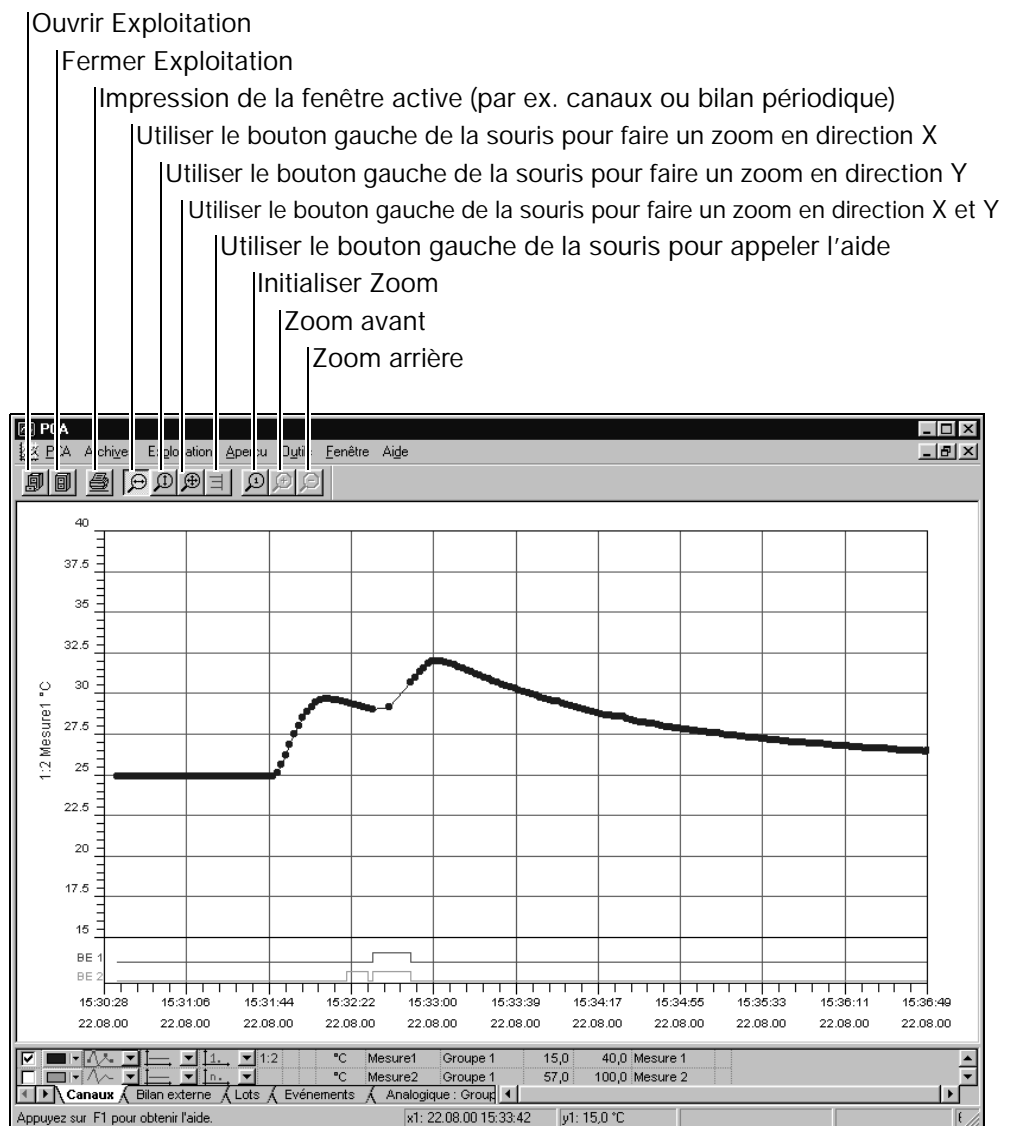 Ouvrir Exploitation
Fermer Exploitation
Impression de la fenêtre active (par ex. canaux ou bilan périodique)
Utiliser le bouton gauche de la souris pour faire un zoom en direction X
Utiliser le bouton gauche de la souris pour faire un zoom en direction Y
Utiliser le bouton gauche de la souris pour faire un zoom en direction X et Y
Utiliser le bouton gauche de la souris pour appeler l’aide
Initialiser Zoom
Zoom avant
Zoom arrière
PCA
PCA Archives Exploitation Aperçu Outils Fenêtre Aide
40
37.5
35
32.5
30
27.5
25
22.5
20
17.5
15
1:2 Mesure1 °C
BE 1
BE 2
15:30:28 15:31:06 15:31:44 15:32:22 15:33:00 15:33:39 15:34:17 15:34:55 15:35:33 15:36:11 15:36:49
22.08.00 22.08.00 22.08.00 22.08.00 22.08.00 22.08.00 22.08.00 22.08.00 22.08.00 22.08.00 22.08.00
1. 1:2 °C Mesure1 Groupe 1 15,0 40,0 Mesure 1
n. °C Mesure2 Groupe 1 57,0 100,0 Mesure 2
Canaux Bilan externe Lots Evénements Analogique : Group
Appuyez sur F1 pour obtenir l'aide. x1: 22.08.00 15:33:42 y1: 15,0 °C